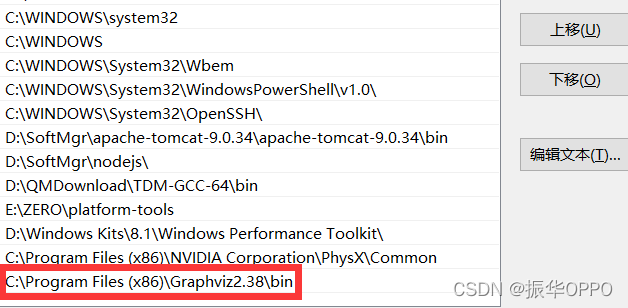 C:\WINDOWS\system32
C:\WINDOWS
C:\WINDOWS\System32\Wbem
C:\WINDOWS\System32\WindowsPowerShell\v1.0\
C:\WINDOWS\System32\OpenSSH\
D:\SoftMgr\apache-tomcat-9.0.34\apache-tomcat-9.0.34\bin
D:\SoftMgr\nodejs\
D:\QMDownload\TDM-GCC-64\bin
E:\ZERO\platform-tools
D:\Windows Kits\8.1\Windows Performance Toolkit\
C:\Program Files (x86)\NVIDIA Corporation\PhysX\Common
C:\Program Files (x86)\Graphviz2.38\bin
上移(U)
下移(O)
编辑文本(T)...
CSDN @振华OPPO